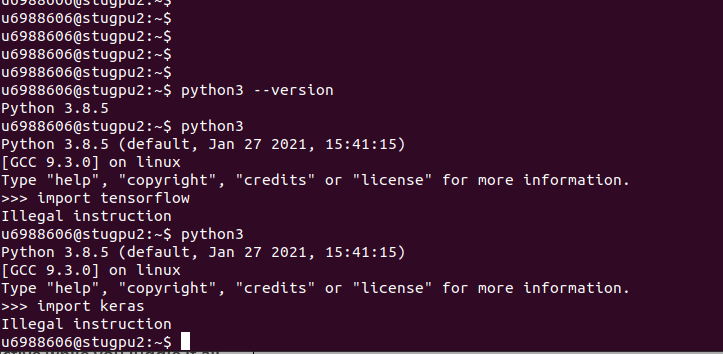 u6988606@stugpu2:~$
u6988606@stugpu2:~$
u6988606@stugpu2:~$
u6988606@stugpu2:~$
u6988606@stugpu2:~$
u6988606@stugpu2:~$ python3 --version
Python 3.8.5
u6988606@stugpu2:~$ python3
Python 3.8.5 (default, Jan 27 2021, 15:41:15)
[GCC 9.3.0] on linux
Type "help", "copyright", "credits" or "license" for more information.
>>> import tensorflow
Illegal instruction
u6988606@stugpu2:~$ python3
Python 3.8.5 (default, Jan 27 2021, 15:41:15)
[GCC 9.3.0] on linux
Type "help", "copyright", "credits" or "license" for more information.
>>> import keras
Illegal instruction
u6988606@stugpu2:~$